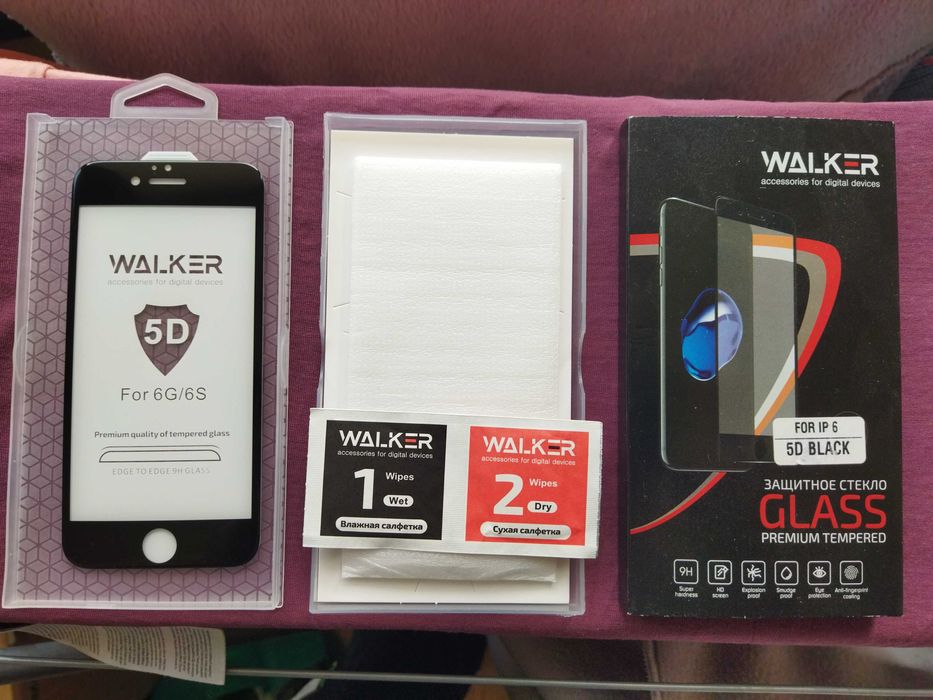 WALKER
accessories for digital devices
5D
For 6G/6S
Premium quality of tempered glass
EDGE TO EDGE 9H GLASS
WALKER
accessories for digital devices
1 Wipes
Wet
Влажная салфетка
WALKER
accessories for digital devices
2 Wipes
Dry
Сухая салфетка
WALKER
accessories for digital devices
FOR IP 6
5D BLACK
ЗАЩИТНОЕ СТЕКЛО
GLASS
PREMIUM TEMPERED
9H
Super hardness
HD screen
Explosion proof
Smudge proof
Eye protection
Anti-fingerprint coating